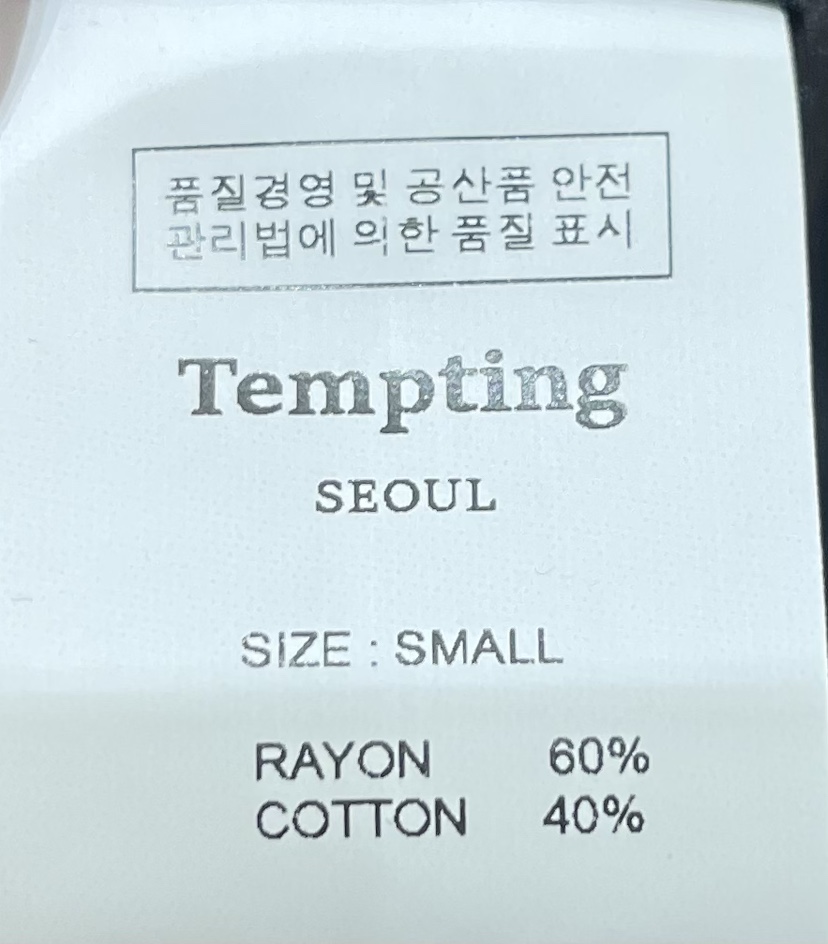 품질경영 및 공산품 안전
관리법에 의한 품질 표시
Tempting
SEOUL
SIZE : SMALL
RAYON 60%
COTTON 40%